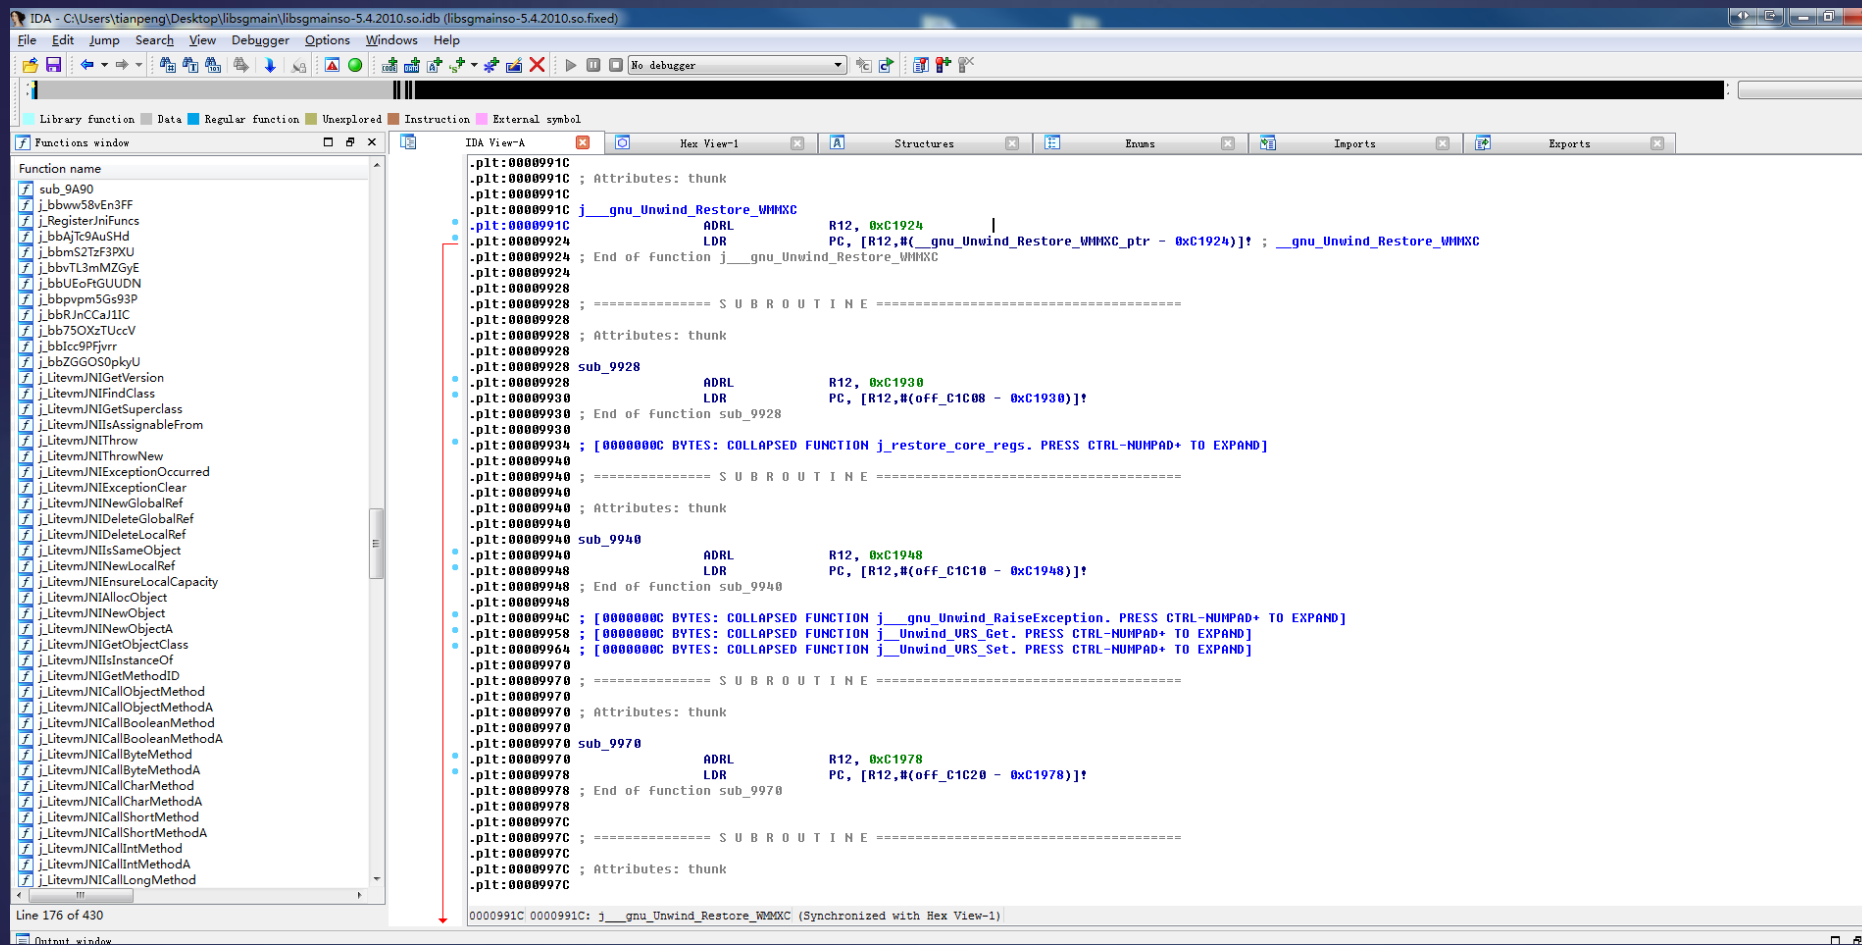 IDA - C:\Users\tianpeng\Desktop\libsgmain\libsgmainso-5.4.2010.so.idb (libsgmainso-5.4.2010.so.fixed)
File Edit Jump Search View Debugger Options Windows Help
No debugger
Library function Data Regular function Unexplored Instruction External symbol
Functions window
IDA View-A Hex View-1 Structures Enums Imports Exports
Function name
sub_9A90
j_bbww58vEn3FF
j_RegisterJniFuncs
j_bbAjTc9AuSHd
j_bbmS2TzF3PXU
j_bbvTL3mMZGyE
j_bbUEoFtGUUDN
j_bbpvpm5Gs93P
j_bbRJnCCaJ1IC
j_bb75OXzTUccV
j_bbIcc9PFjvrr
j_bbZGGOS0pkyU
j_LitevmJNIGetVersion
j_LitevmJNIFindClass
j_LitevmJNIGetSuperclass
j_LitevmJNIIsAssignableFrom
j_LitevmJNIThrow
j_LitevmJNIThrowNew
j_LitevmJNIExceptionOccurred
j_LitevmJNIExceptionClear
j_LitevmJNINewGlobalRef
j_LitevmJNIDeleteGlobalRef
j_LitevmJNIDeleteLocalRef
j_LitevmJNIIsSameObject
j_LitevmJNINewLocalRef
j_LitevmJNIEnsureLocalCapacity
j_LitevmJNIAllocObject
j_LitevmJNINewObject
j_LitevmJNINewObjectA
j_LitevmJNIGetObjectClass
j_LitevmJNIIsInstanceOf
j_LitevmJNIGetMethodID
j_LitevmJNICallObjectMethod
j_LitevmJNICallObjectMethodA
j_LitevmJNICallBooleanMethod
j_LitevmJNICallBooleanMethodA
j_LitevmJNICallByteMethod
j_LitevmJNICallByteMethodA
j_LitevmJNICallCharMethod
j_LitevmJNICallCharMethodA
j_LitevmJNICallShortMethod
j_LitevmJNICallShortMethodA
j_LitevmJNICallIntMethod
j_LitevmJNICallIntMethodA
j_LitevmJNICallLongMethod
Line 176 of 430
.plt:0000991C
.plt:0000991C ; Attributes: thunk
.plt:0000991C
.plt:0000991C j___gnu_Unwind_Restore_WMMXC
.plt:0000991C ADRL R12, 0xC1924
.plt:00009924 LDR PC, [R12,#(__gnu_Unwind_Restore_WMMXC_ptr - 0xC1924)]! ; __gnu_Unwind_Restore_WMMXC
.plt:00009924 ; End of function j___gnu_Unwind_Restore_WMMXC
.plt:00009924
.plt:00009928
.plt:00009928 ; =============== S U B R O U T I N E =======================================
.plt:00009928
.plt:00009928 ; Attributes: thunk
.plt:00009928
.plt:00009928 sub_9928
.plt:00009928 ADRL R12, 0xC1930
.plt:00009930 LDR PC, [R12,#(off_C1C08 - 0xC1930)]!
.plt:00009930 ; End of function sub_9928
.plt:00009930
.plt:00009934 ; [0000000C BYTES: COLLAPSED FUNCTION j_restore_core_regs. PRESS CTRL-NUMPAD+ TO EXPAND]
.plt:00009940
.plt:00009940 ; =============== S U B R O U T I N E =======================================
.plt:00009940
.plt:00009940 ; Attributes: thunk
.plt:00009940
.plt:00009940 sub_9940
.plt:00009940 ADRL R12, 0xC1948
.plt:00009948 LDR PC, [R12,#(off_C1C10 - 0xC1948)]!
.plt:00009948 ; End of function sub_9940
.plt:00009948
.plt:0000994C ; [0000000C BYTES: COLLAPSED FUNCTION j___gnu_Unwind_RaiseException. PRESS CTRL-NUMPAD+ TO EXPAND]
.plt:00009958 ; [0000000C BYTES: COLLAPSED FUNCTION j__Unwind_VRS_Get. PRESS CTRL-NUMPAD+ TO EXPAND]
.plt:00009964 ; [0000000C BYTES: COLLAPSED FUNCTION j__Unwind_VRS_Set. PRESS CTRL-NUMPAD+ TO EXPAND]
.plt:00009970
.plt:00009970 ; =============== S U B R O U T I N E =======================================
.plt:00009970
.plt:00009970 ; Attributes: thunk
.plt:00009970
.plt:00009970 sub_9970
.plt:00009970 ADRL R12, 0xC1978
.plt:00009978 LDR PC, [R12,#(off_C1C20 - 0xC1978)]!
.plt:00009978 ; End of function sub_9970
.plt:00009978
.plt:0000997C
.plt:0000997C ; =============== S U B R O U T I N E =======================================
.plt:0000997C
.plt:0000997C ; Attributes: thunk
.plt:0000997C
0000991C 0000991C: j___gnu_Unwind_Restore_WMMXC (Synchronized with Hex View-1)
Output window